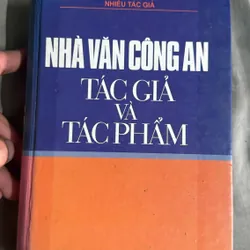 NHIỀU TÁC GIẢ
NHÀ VĂN CÔNG AN
TÁC GIẢ
VÀ
TÁC PHẨM